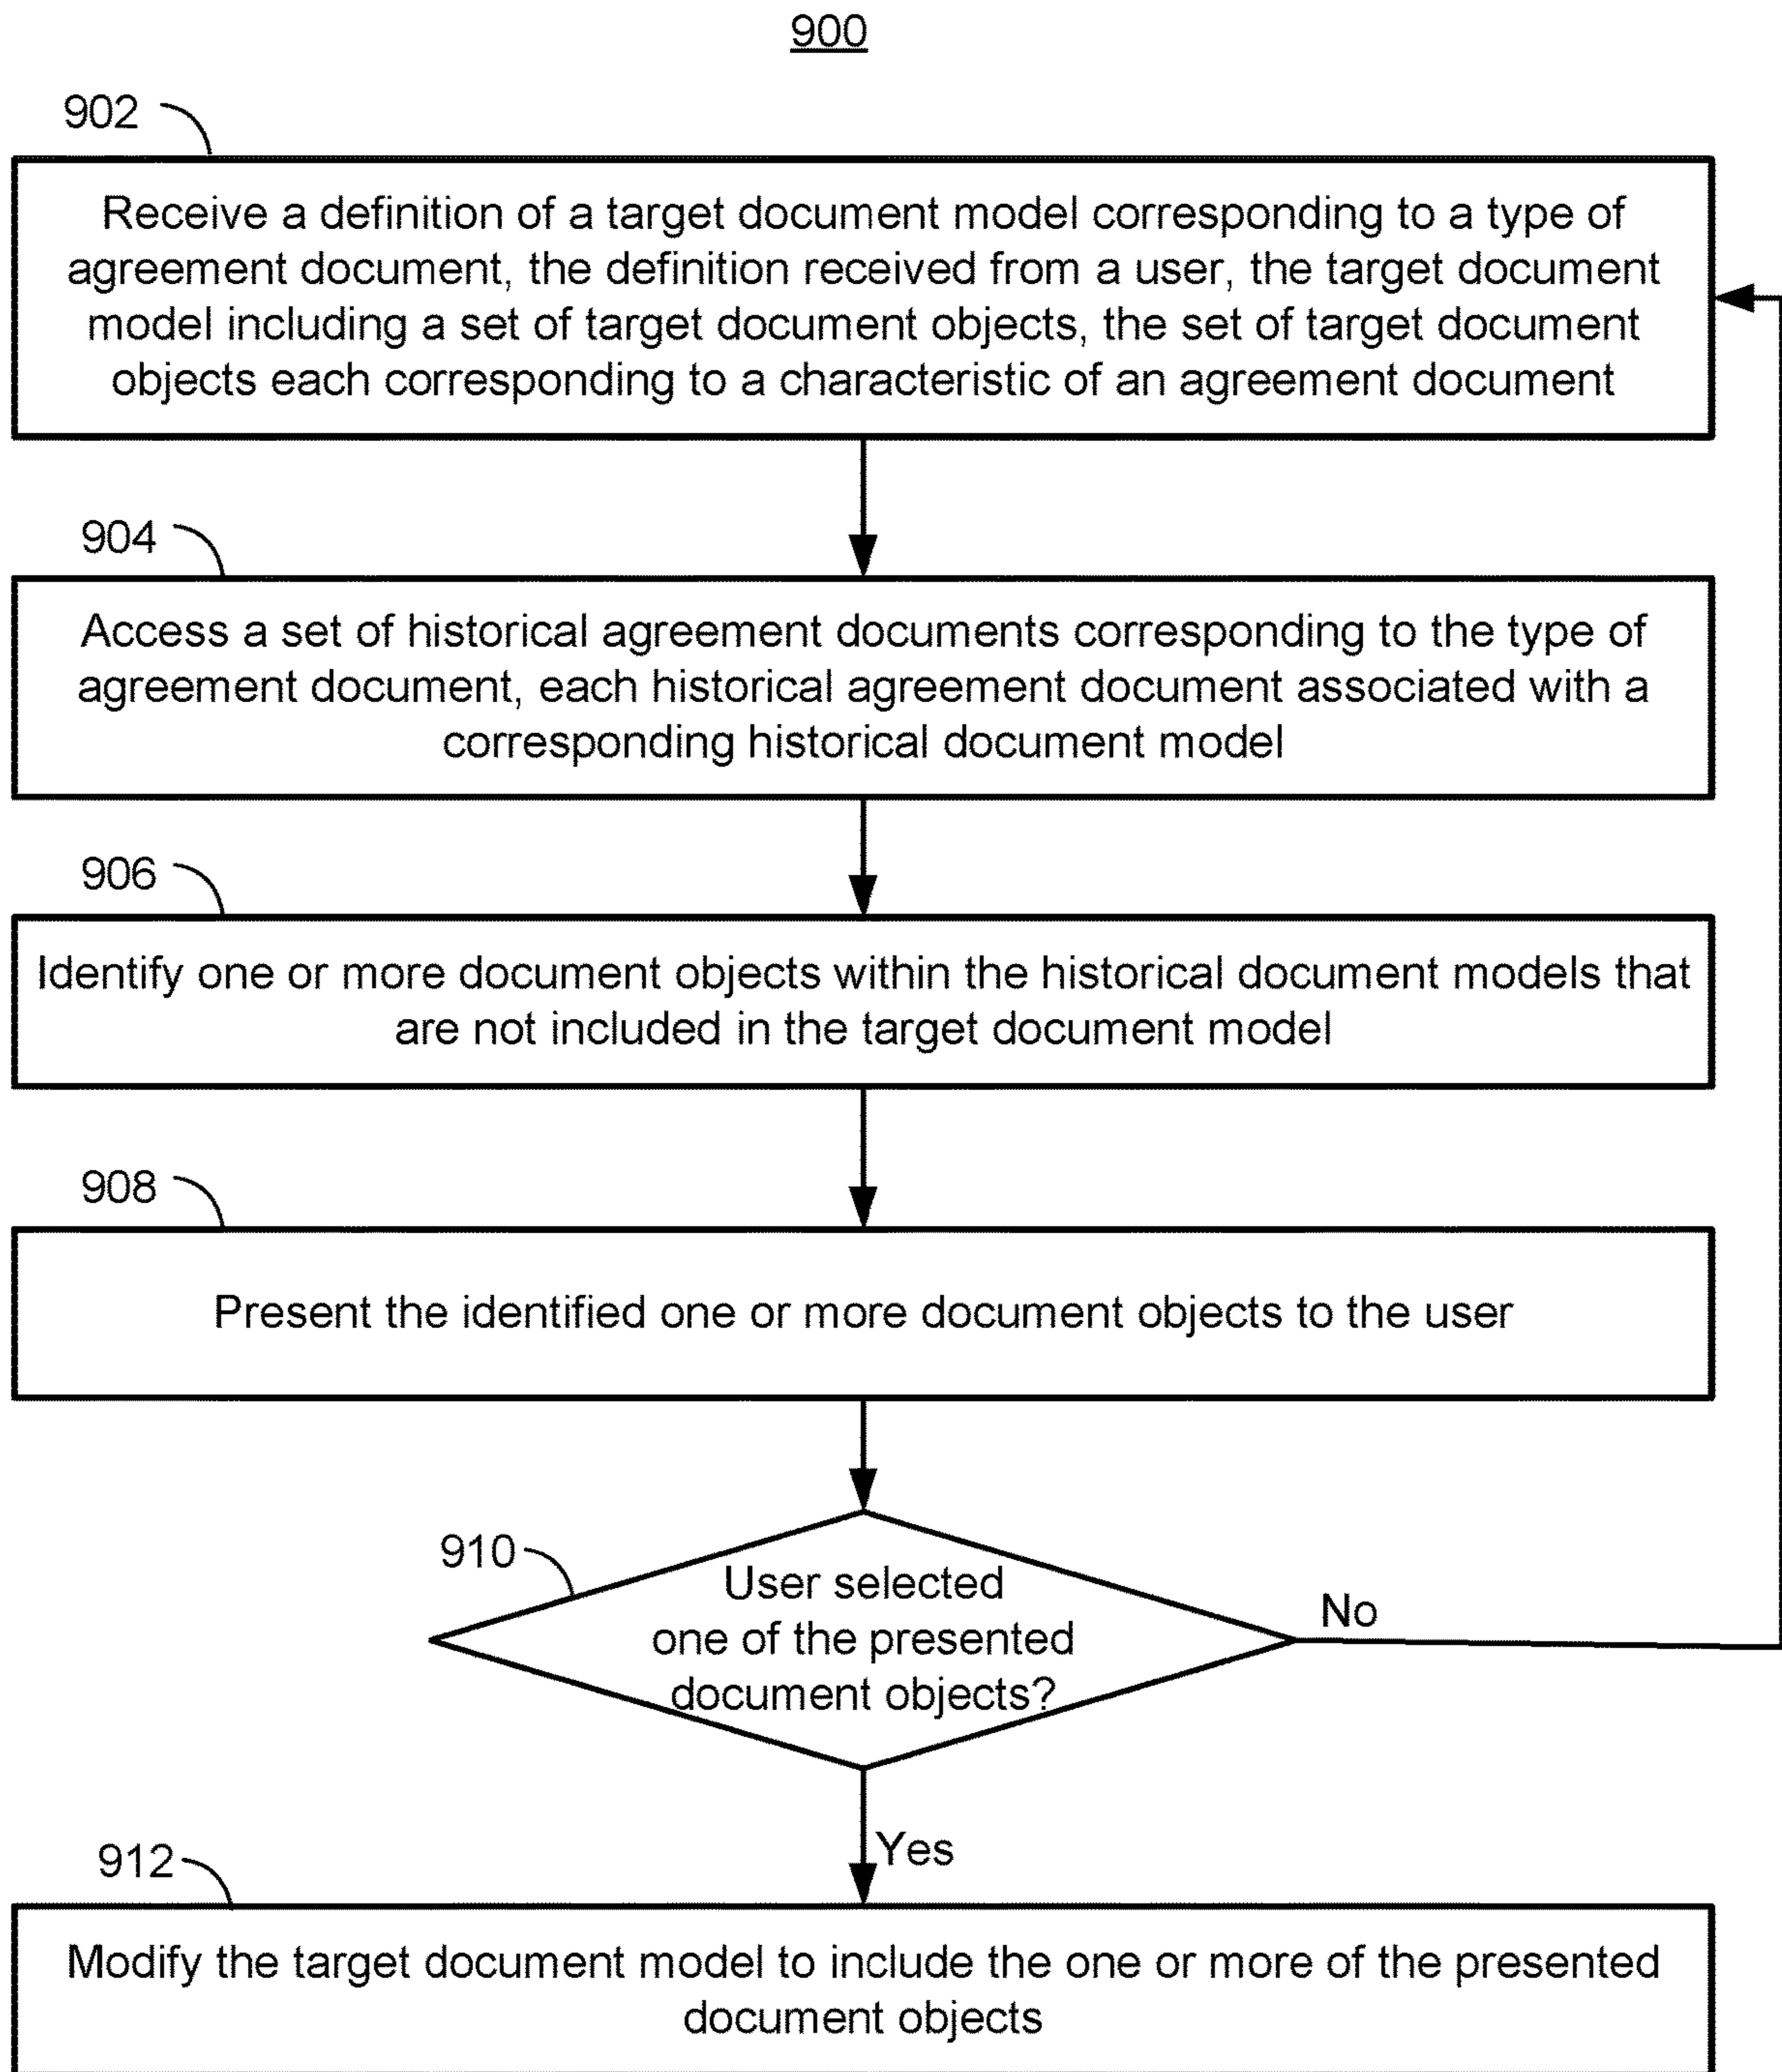 900
902
Receive a definition of a target document model corresponding to a type of
agreement document, the definition received from a user, the target document
model including a set of target document objects, the set of target document
objects each corresponding to a characteristic of an agreement document
904
Access a set of historical agreement documents corresponding to the type of
agreement document, each historical agreement document associated with a
corresponding historical document model
906
Identify one or more document objects within the historical document models that
are not included in the target document model
908
Present the identified one or more document objects to the user
910
User selected
one of the presented
document objects?
No
Yes
912
Modify the target document model to include the one or more of the presented
document objects